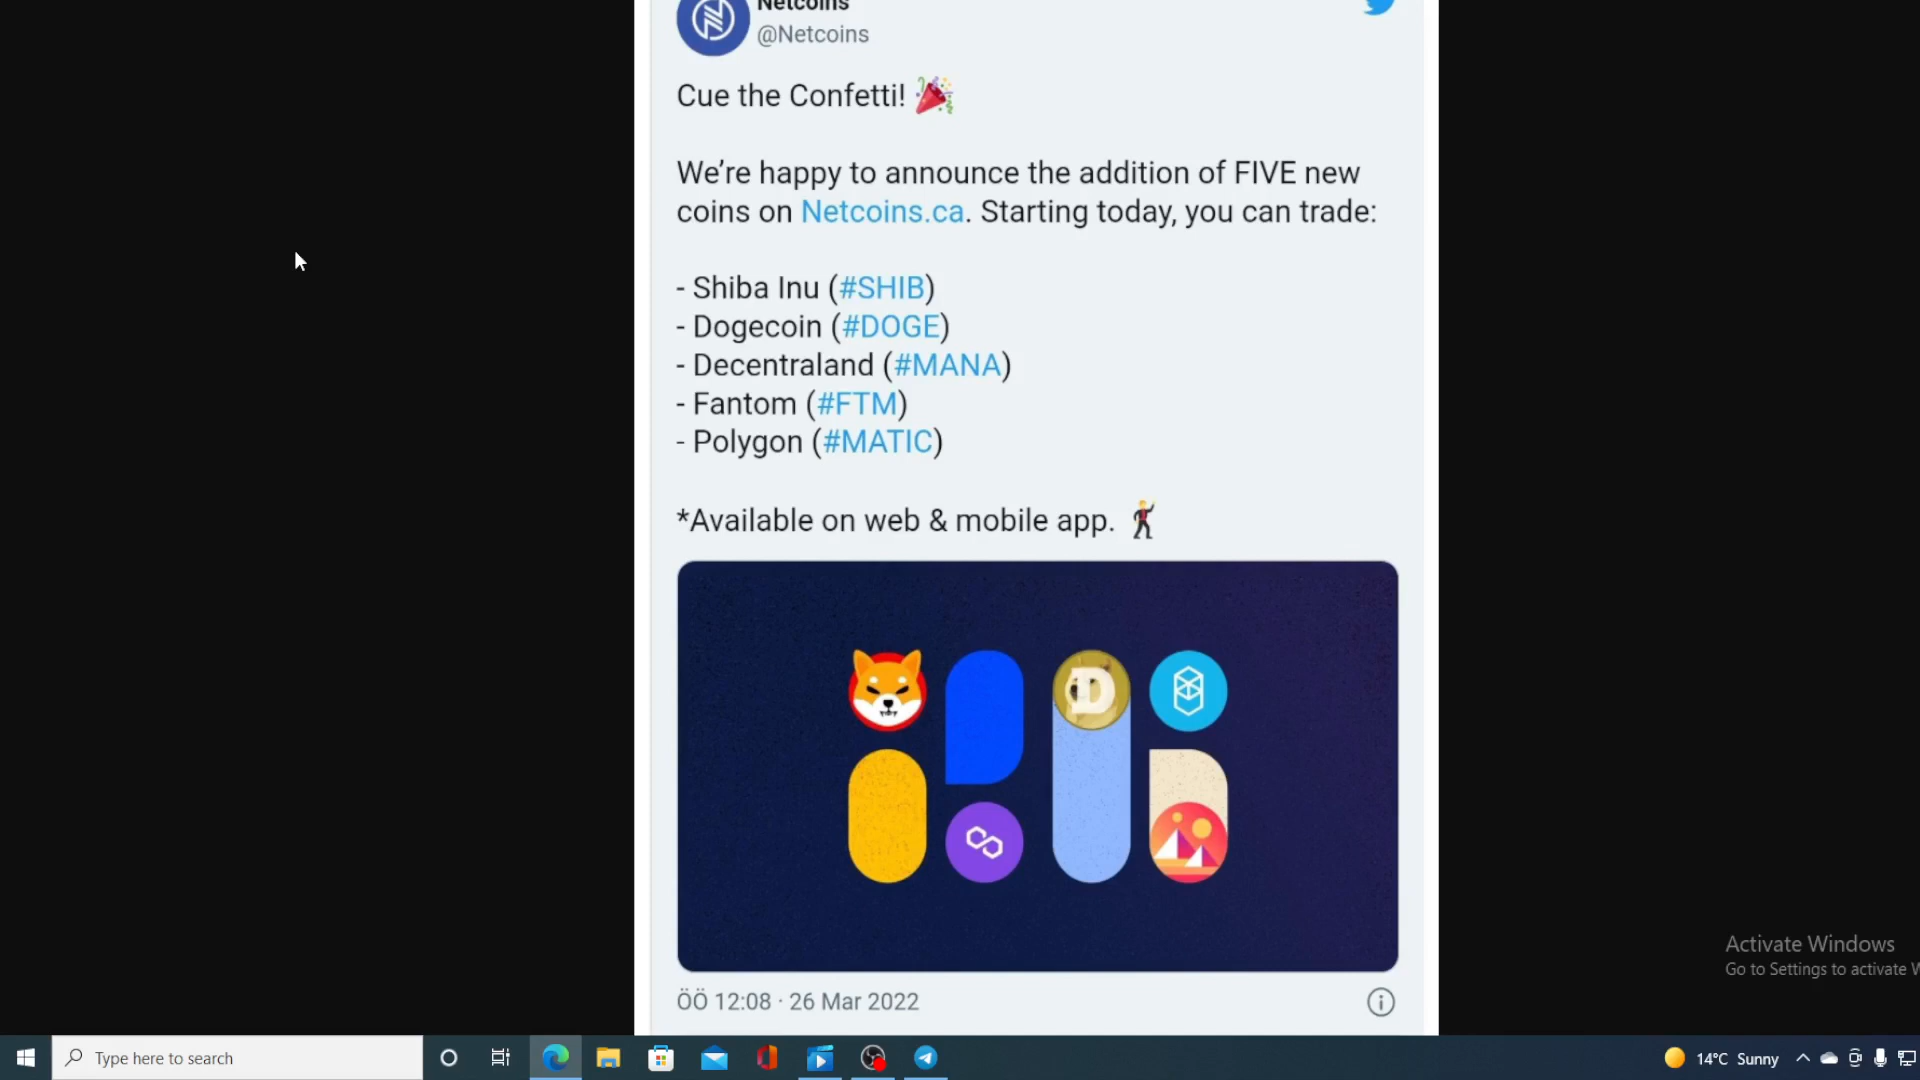 Netcoins
@Netcoins
Cue the Confetti! 🎉
We’re happy to announce the addition of FIVE new
coins on Netcoins.ca. Starting today, you can trade:
- Shiba Inu (#SHIB)
- Dogecoin (#DOGE)
- Decentraland (#MANA)
- Fantom (#FTM)
- Polygon (#MATIC)
*Available on web & mobile app. 🕺
ÖÖ 12:08 · 26 Mar 2022
Activate Windows
Go to Settings to activate W
Type here to search
14°C Sunny